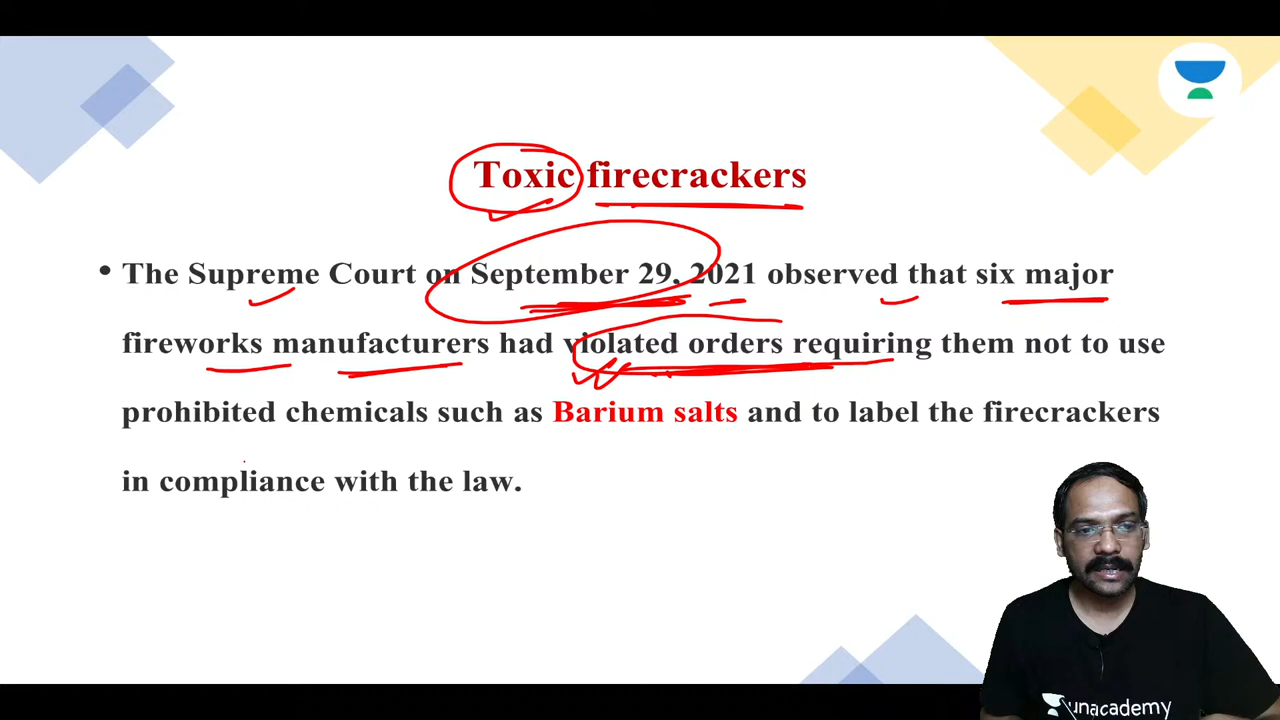 Toxic firecrackers
• The Supreme Court on September 29, 2021 observed that six major
fireworks manufacturers had violated orders requiring them not to use
prohibited chemicals such as Barium salts and to label the firecrackers
in compliance with the law.
unacademy